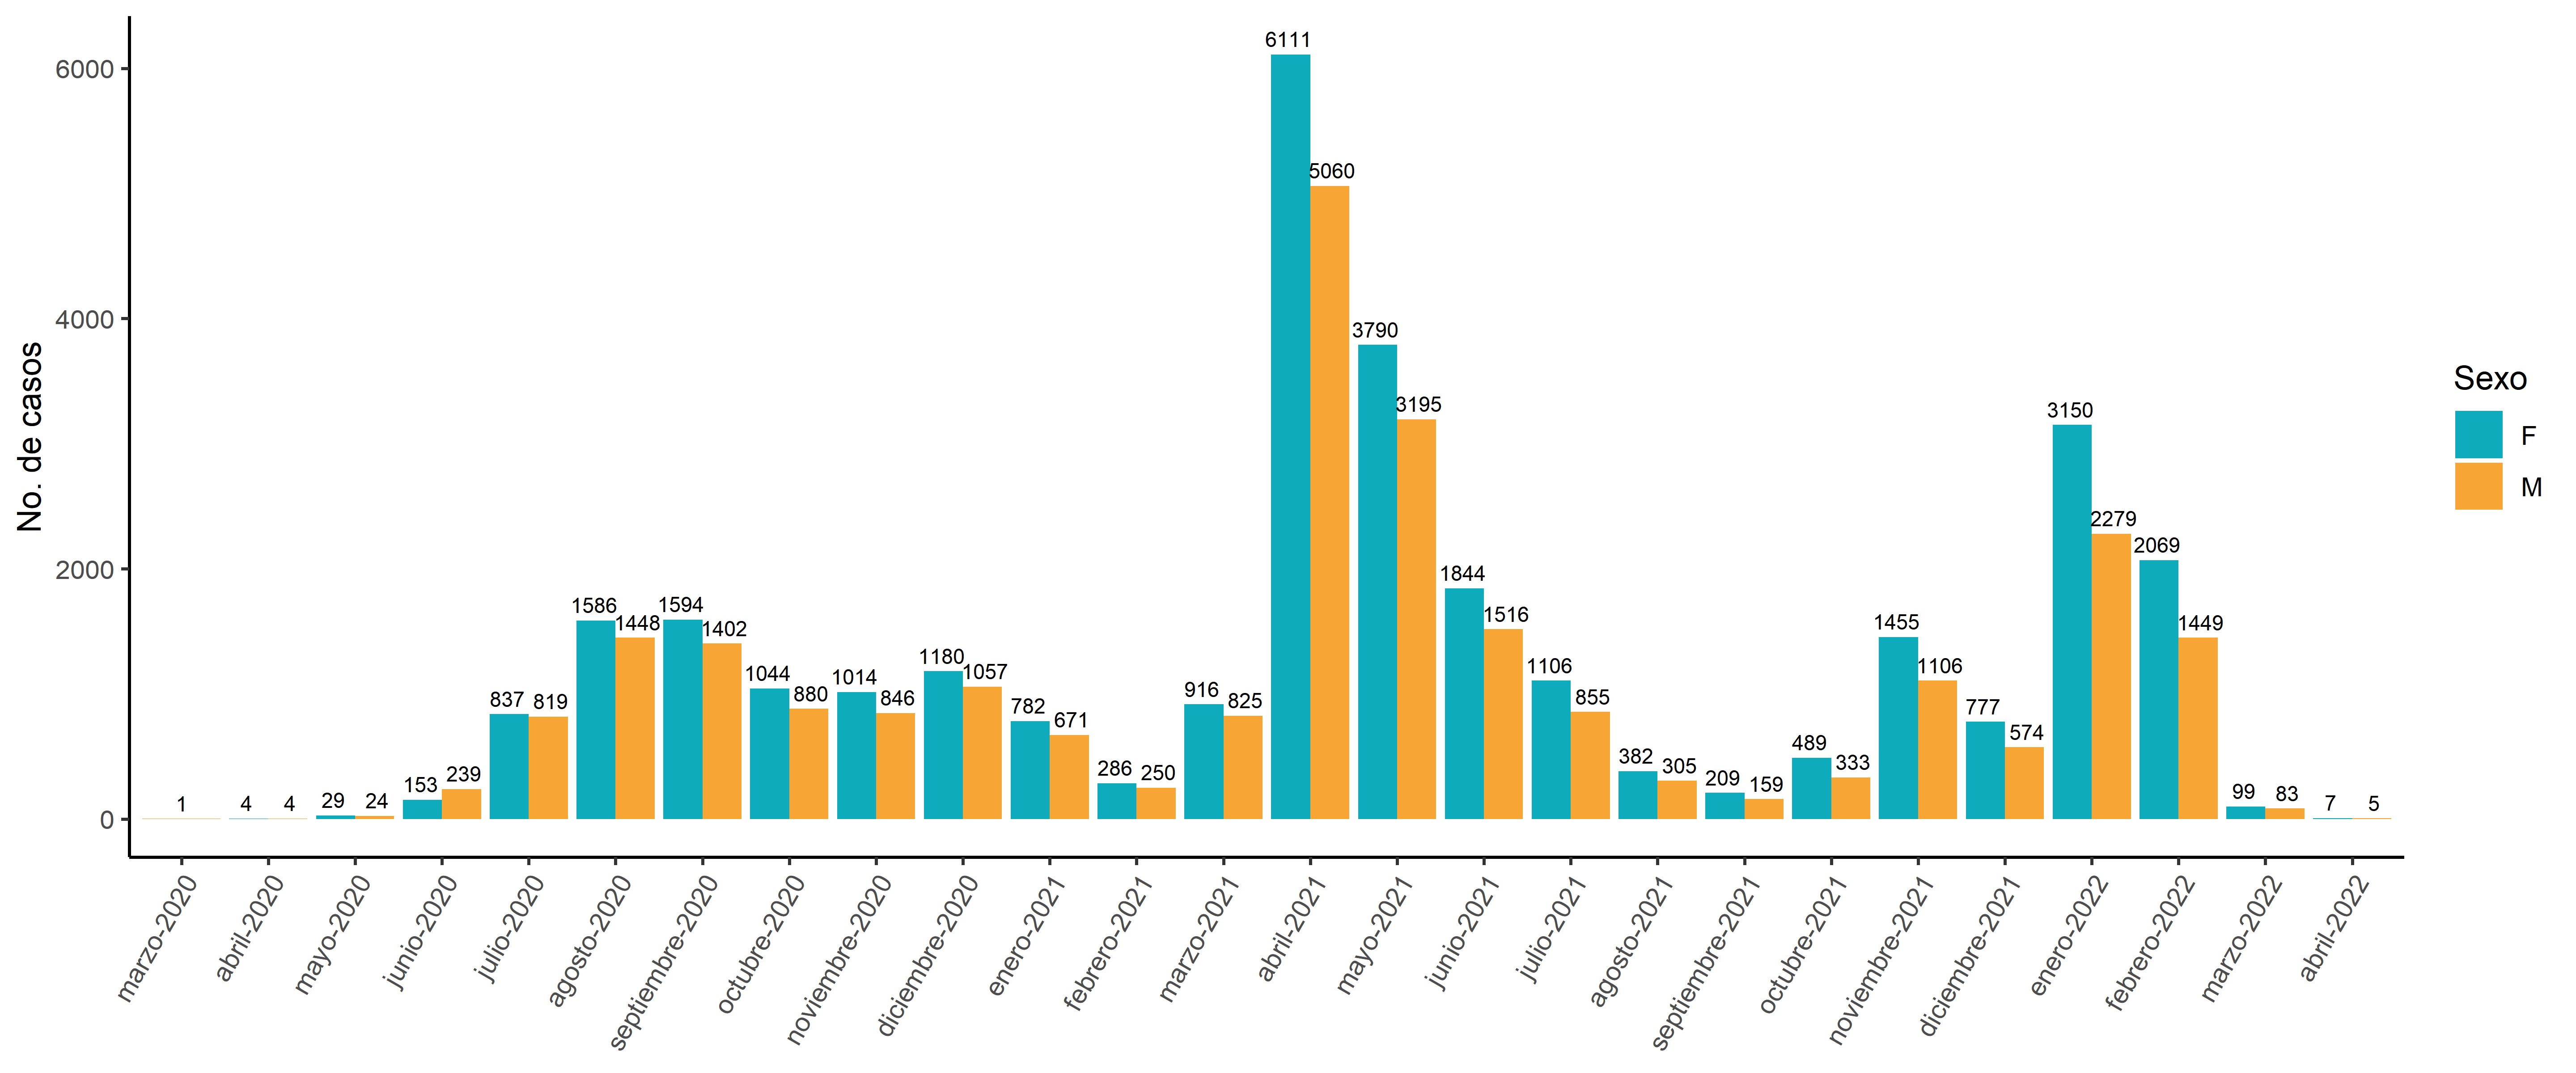 No. de casos
6000
4000
2000
0
1
4 4
29 24
153 239
837 819
1586 1448
1594 1402
1044 880
1014 846
1180 1057
782 671
286 250
916 825
6111 5060
3790 3195
1844 1516
1106 855
382 305
209 159
489 333
1455 1106
777 574
3150 2279
2069 1449
99 83
7 5
marzo-2020
abril-2020
mayo-2020
junio-2020
julio-2020
agosto-2020
septiembre-2020
octubre-2020
noviembre-2020
diciembre-2020
enero-2021
febrero-2021
marzo-2021
abril-2021
mayo-2021
junio-2021
julio-2021
agosto-2021
septiembre-2021
octubre-2021
noviembre-2021
diciembre-2021
enero-2022
febrero-2022
marzo-2022
abril-2022
Sexo
F
M